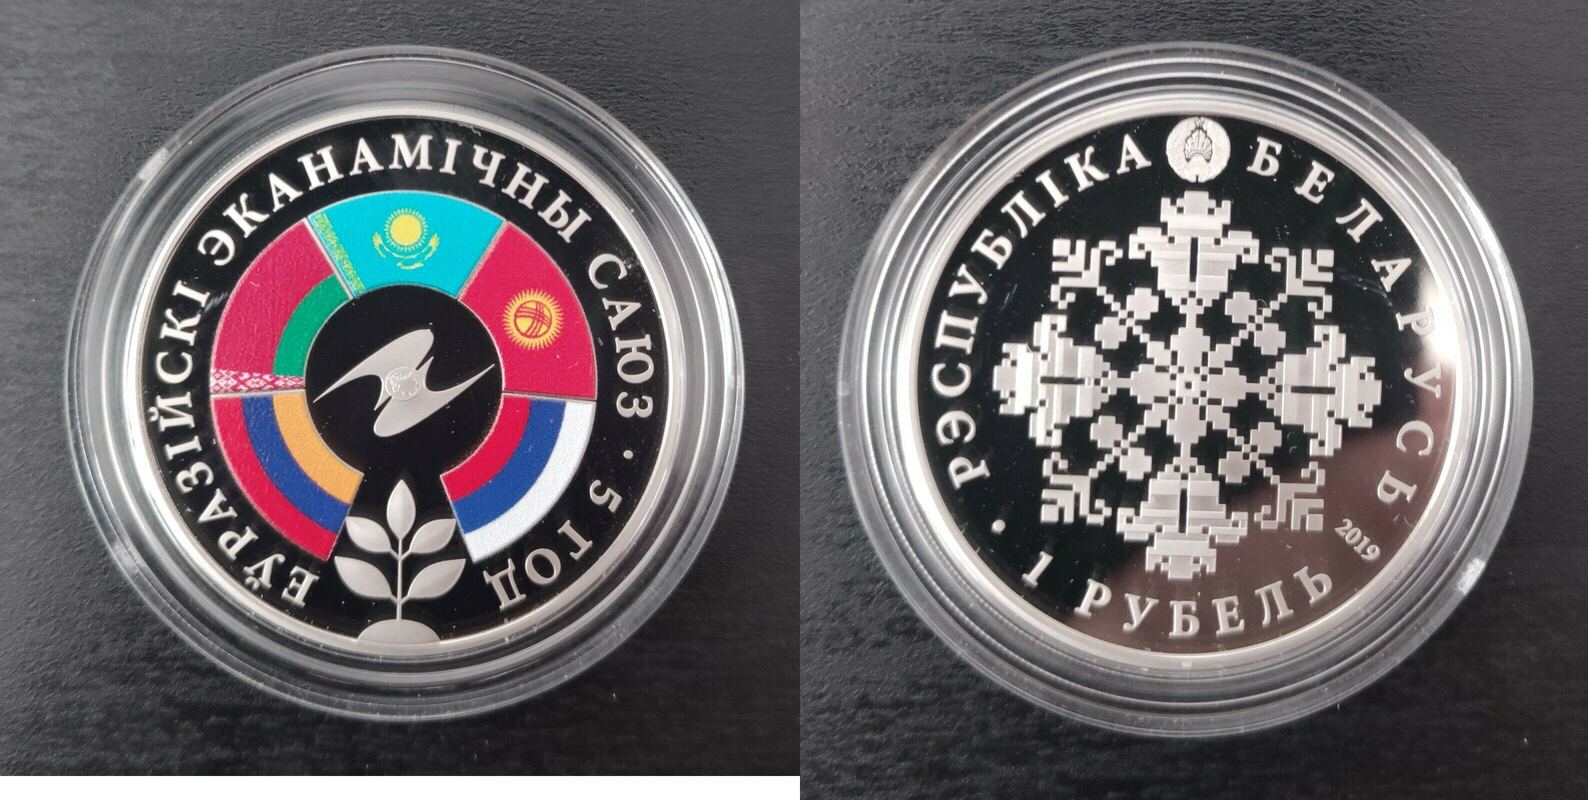 ЕЎРАЗІЙСКІ ЭКАНАМІЧНЫ САЮЗ · 5 ГОД
РЭСПУБЛІКА БЕЛАРУСЬ
· 1 РУБЕЛЬ
2019